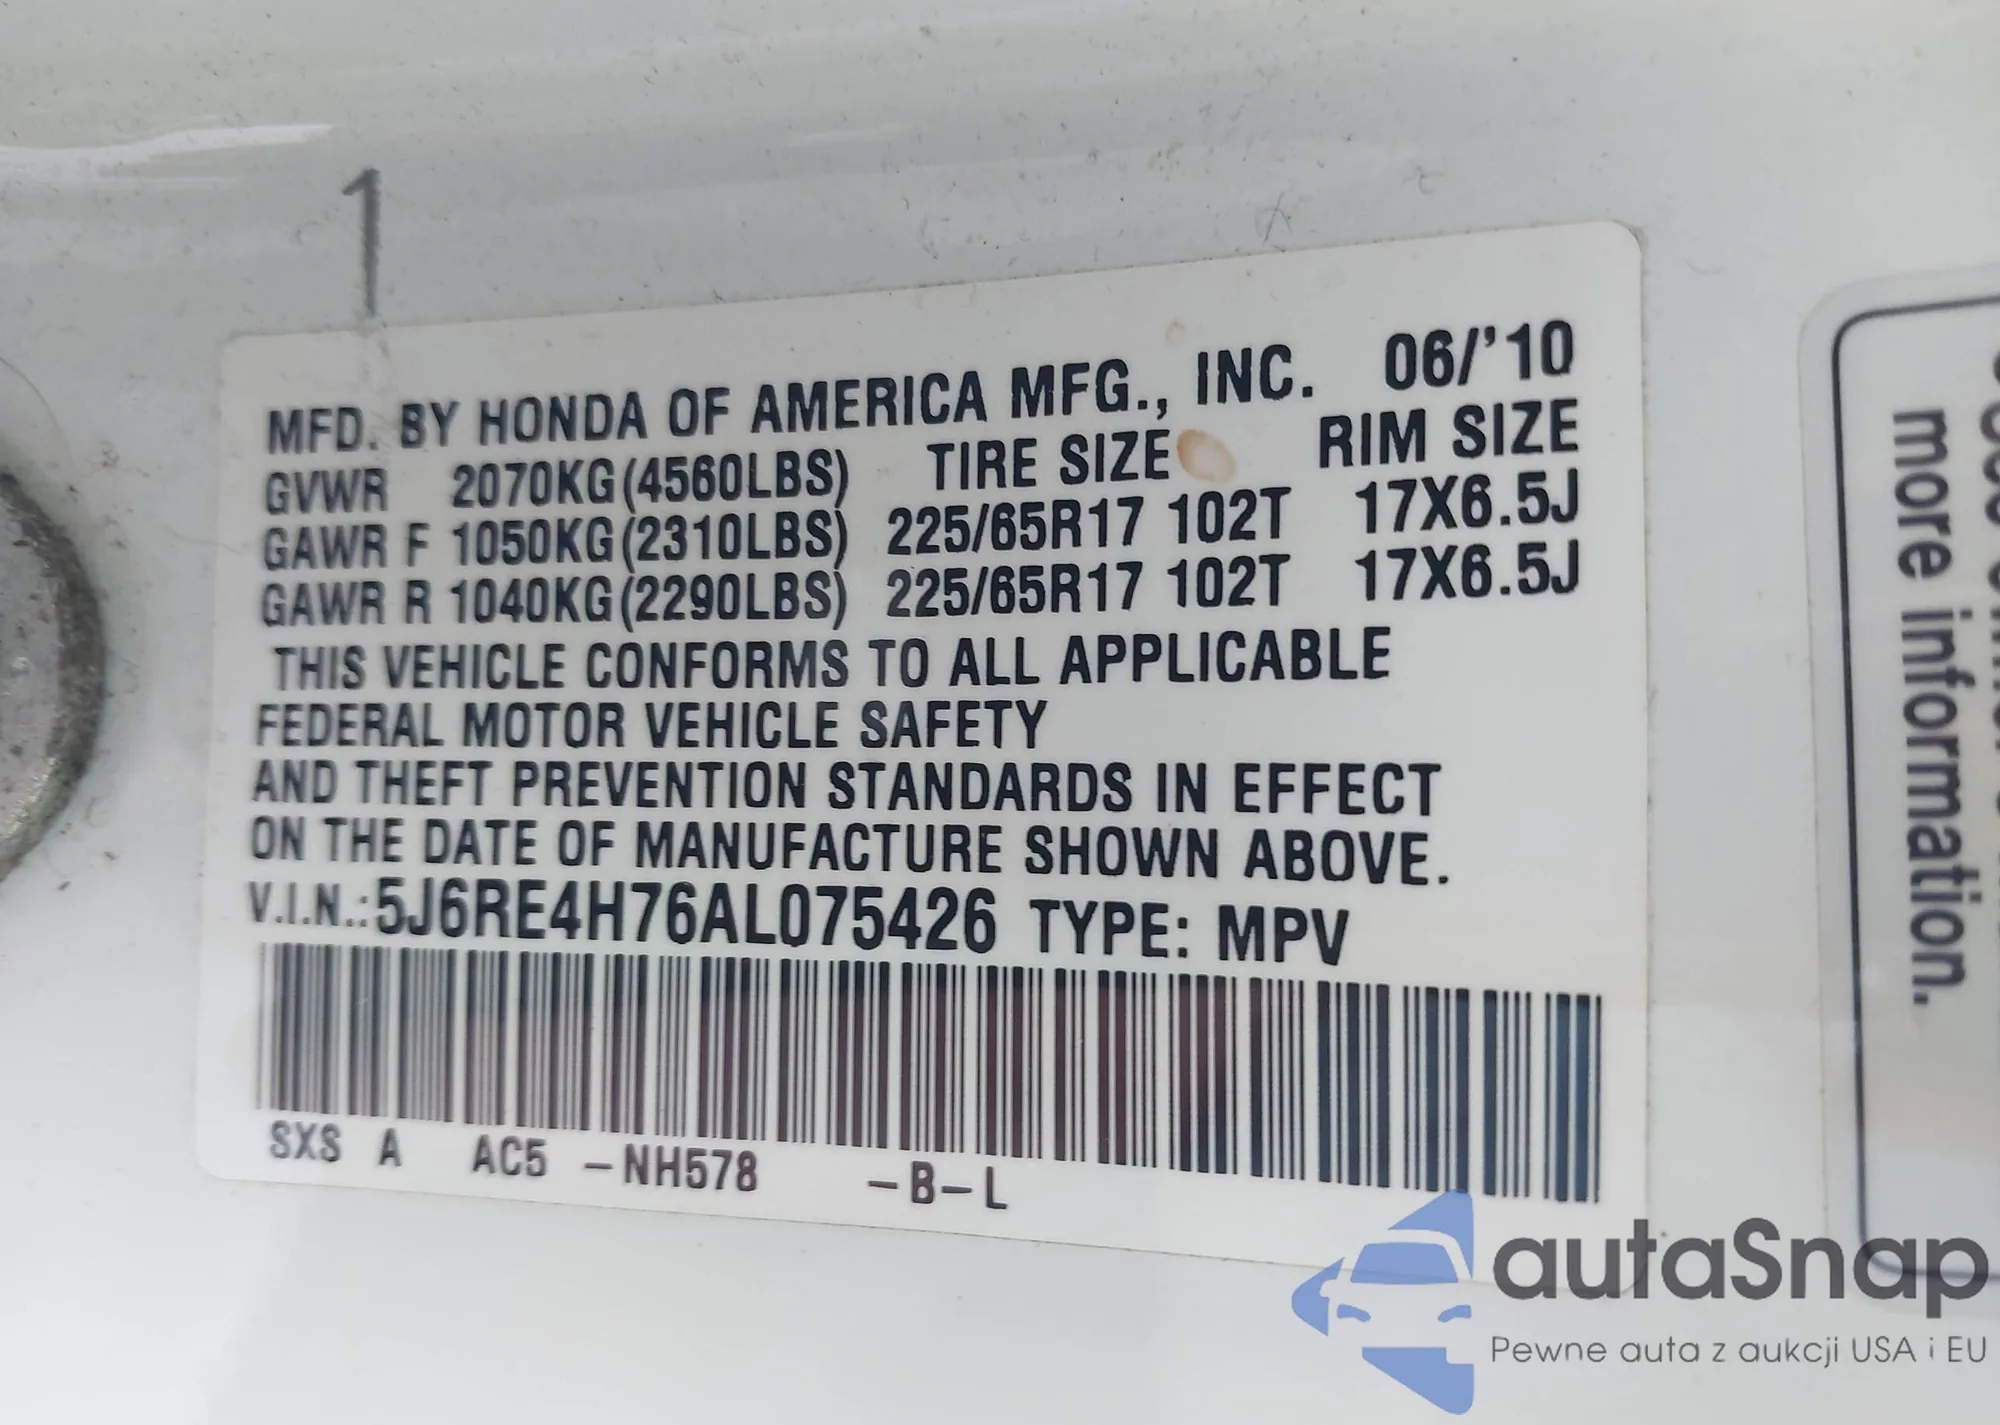 1
MFD. BY HONDA OF AMERICA MFG., INC. 06/'10
GVWR 2070KG(4560LBS) TIRE SIZE RIM SIZE
GAWR F 1050KG(2310LBS) 225/65R17 102T 17X6.5J
GAWR R 1040KG(2290LBS) 225/65R17 102T 17X6.5J
THIS VEHICLE CONFORMS TO ALL APPLICABLE
FEDERAL MOTOR VEHICLE SAFETY
AND THEFT PREVENTION STANDARDS IN EFFECT
ON THE DATE OF MANUFACTURE SHOWN ABOVE.
V.I.N.:5J6RE4H76AL075426 TYPE: MPV
SXS A AC5 -NH578 -B-L
more information.
autaSnap
Pewne auta z aukcji USA i EU